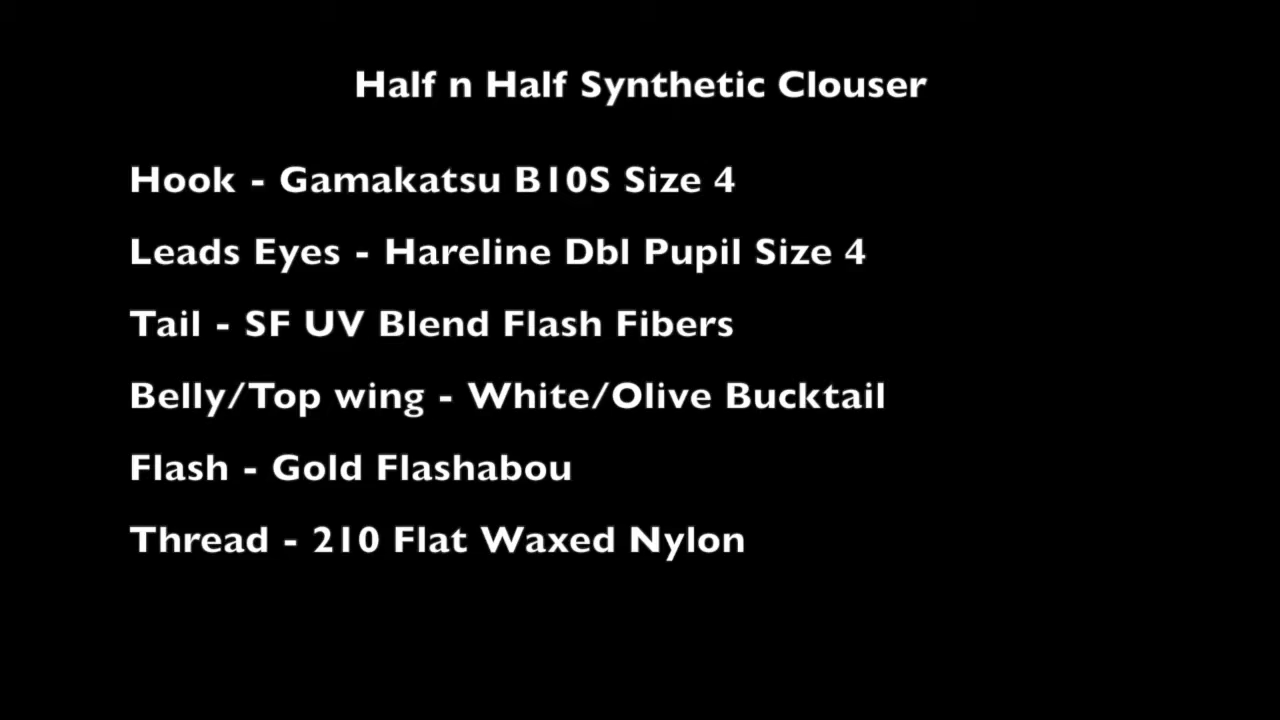 Half n Half Synthetic Clouser
Hook - Gamakatsu B10S Size 4
Leads Eyes - Hareline Dbl Pupil Size 4
Tail - SF UV Blend Flash Fibers
Belly/Top wing - White/Olive Bucktail
Flash - Gold Flashabou
Thread - 210 Flat Waxed Nylon